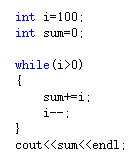 int i=100;
int sum=0;
while(i>0)
{
sum+=i;
i--;
}
cout<<sum<<endl;